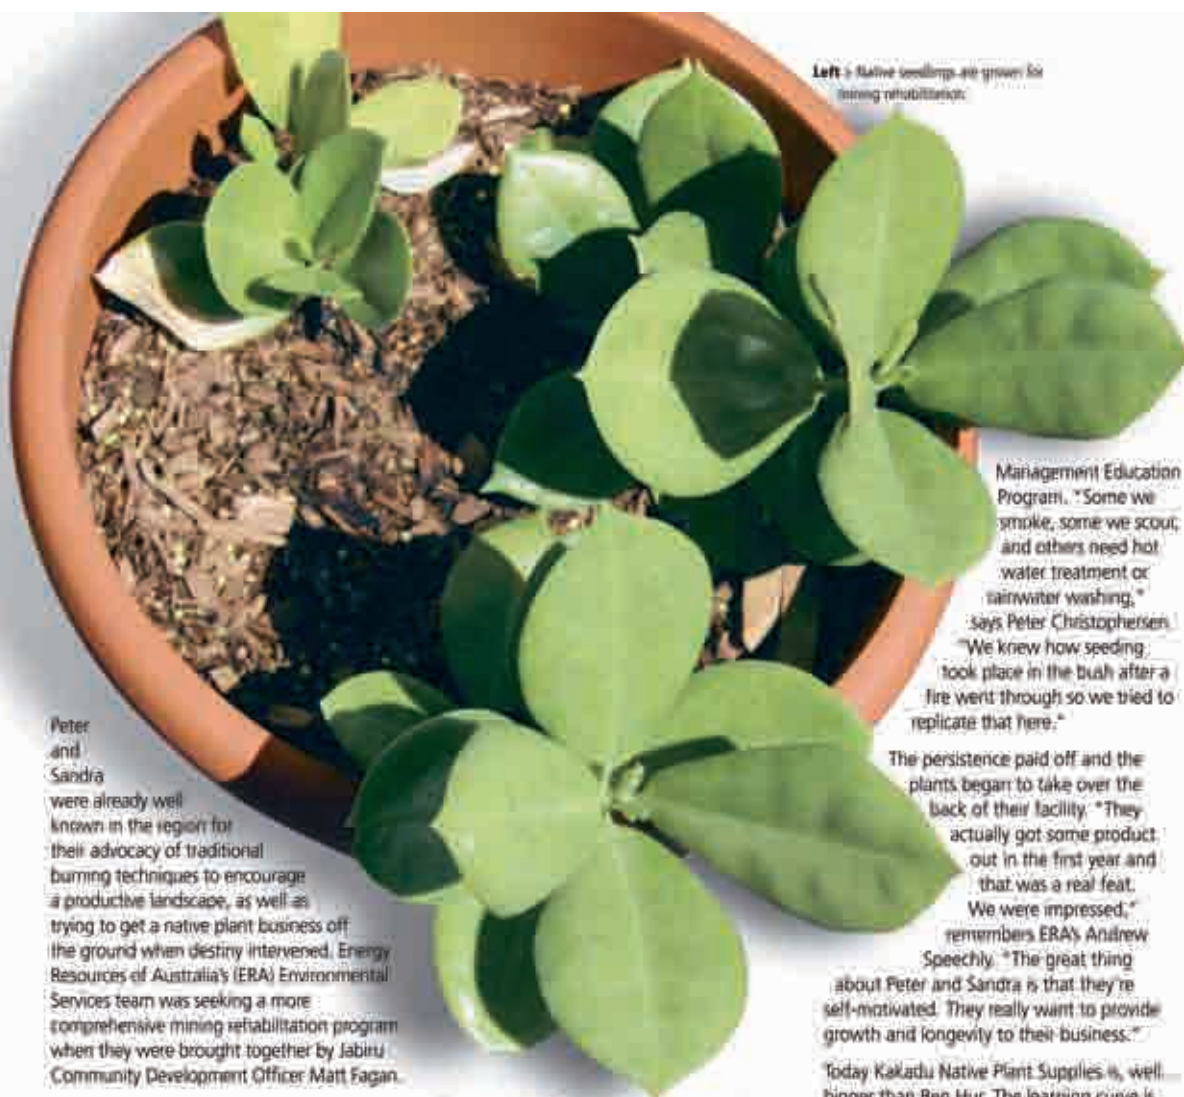 Left > Native seedlings are grown for
mining rehabilitation.
Peter
and
Sandra
were already well
known in the region for
their advocacy of traditional
burning techniques to encourage
a productive landscape, as well as
trying to get a native plant business off
the ground when destiny intervened. Energy
Resources of Australia's (ERA) Environmental
Services team was seeking a more
comprehensive mining rehabilitation program
when they were brought together by Jabiru
Community Development Officer Matt Fagan.
Management Education
Program. "Some we
smoke, some we scour,
and others need hot
water treatment or
rainwater washing,"
says Peter Christophersen.
"We knew how seeding
took place in the bush after a
fire went through so we tried to
replicate that here."
The persistence paid off and the
plants began to take over the
back of their facility. "They
actually got some product
out in the first year and
that was a real feat.
We were impressed,"
remembers ERA's Andrew
Speechly. "The great thing
about Peter and Sandra is that they're
self-motivated. They really want to provide
growth and longevity to their business."
Today Kakadu Native Plant Supplies is, well...
bigger than Ben Hur. The learning curve is